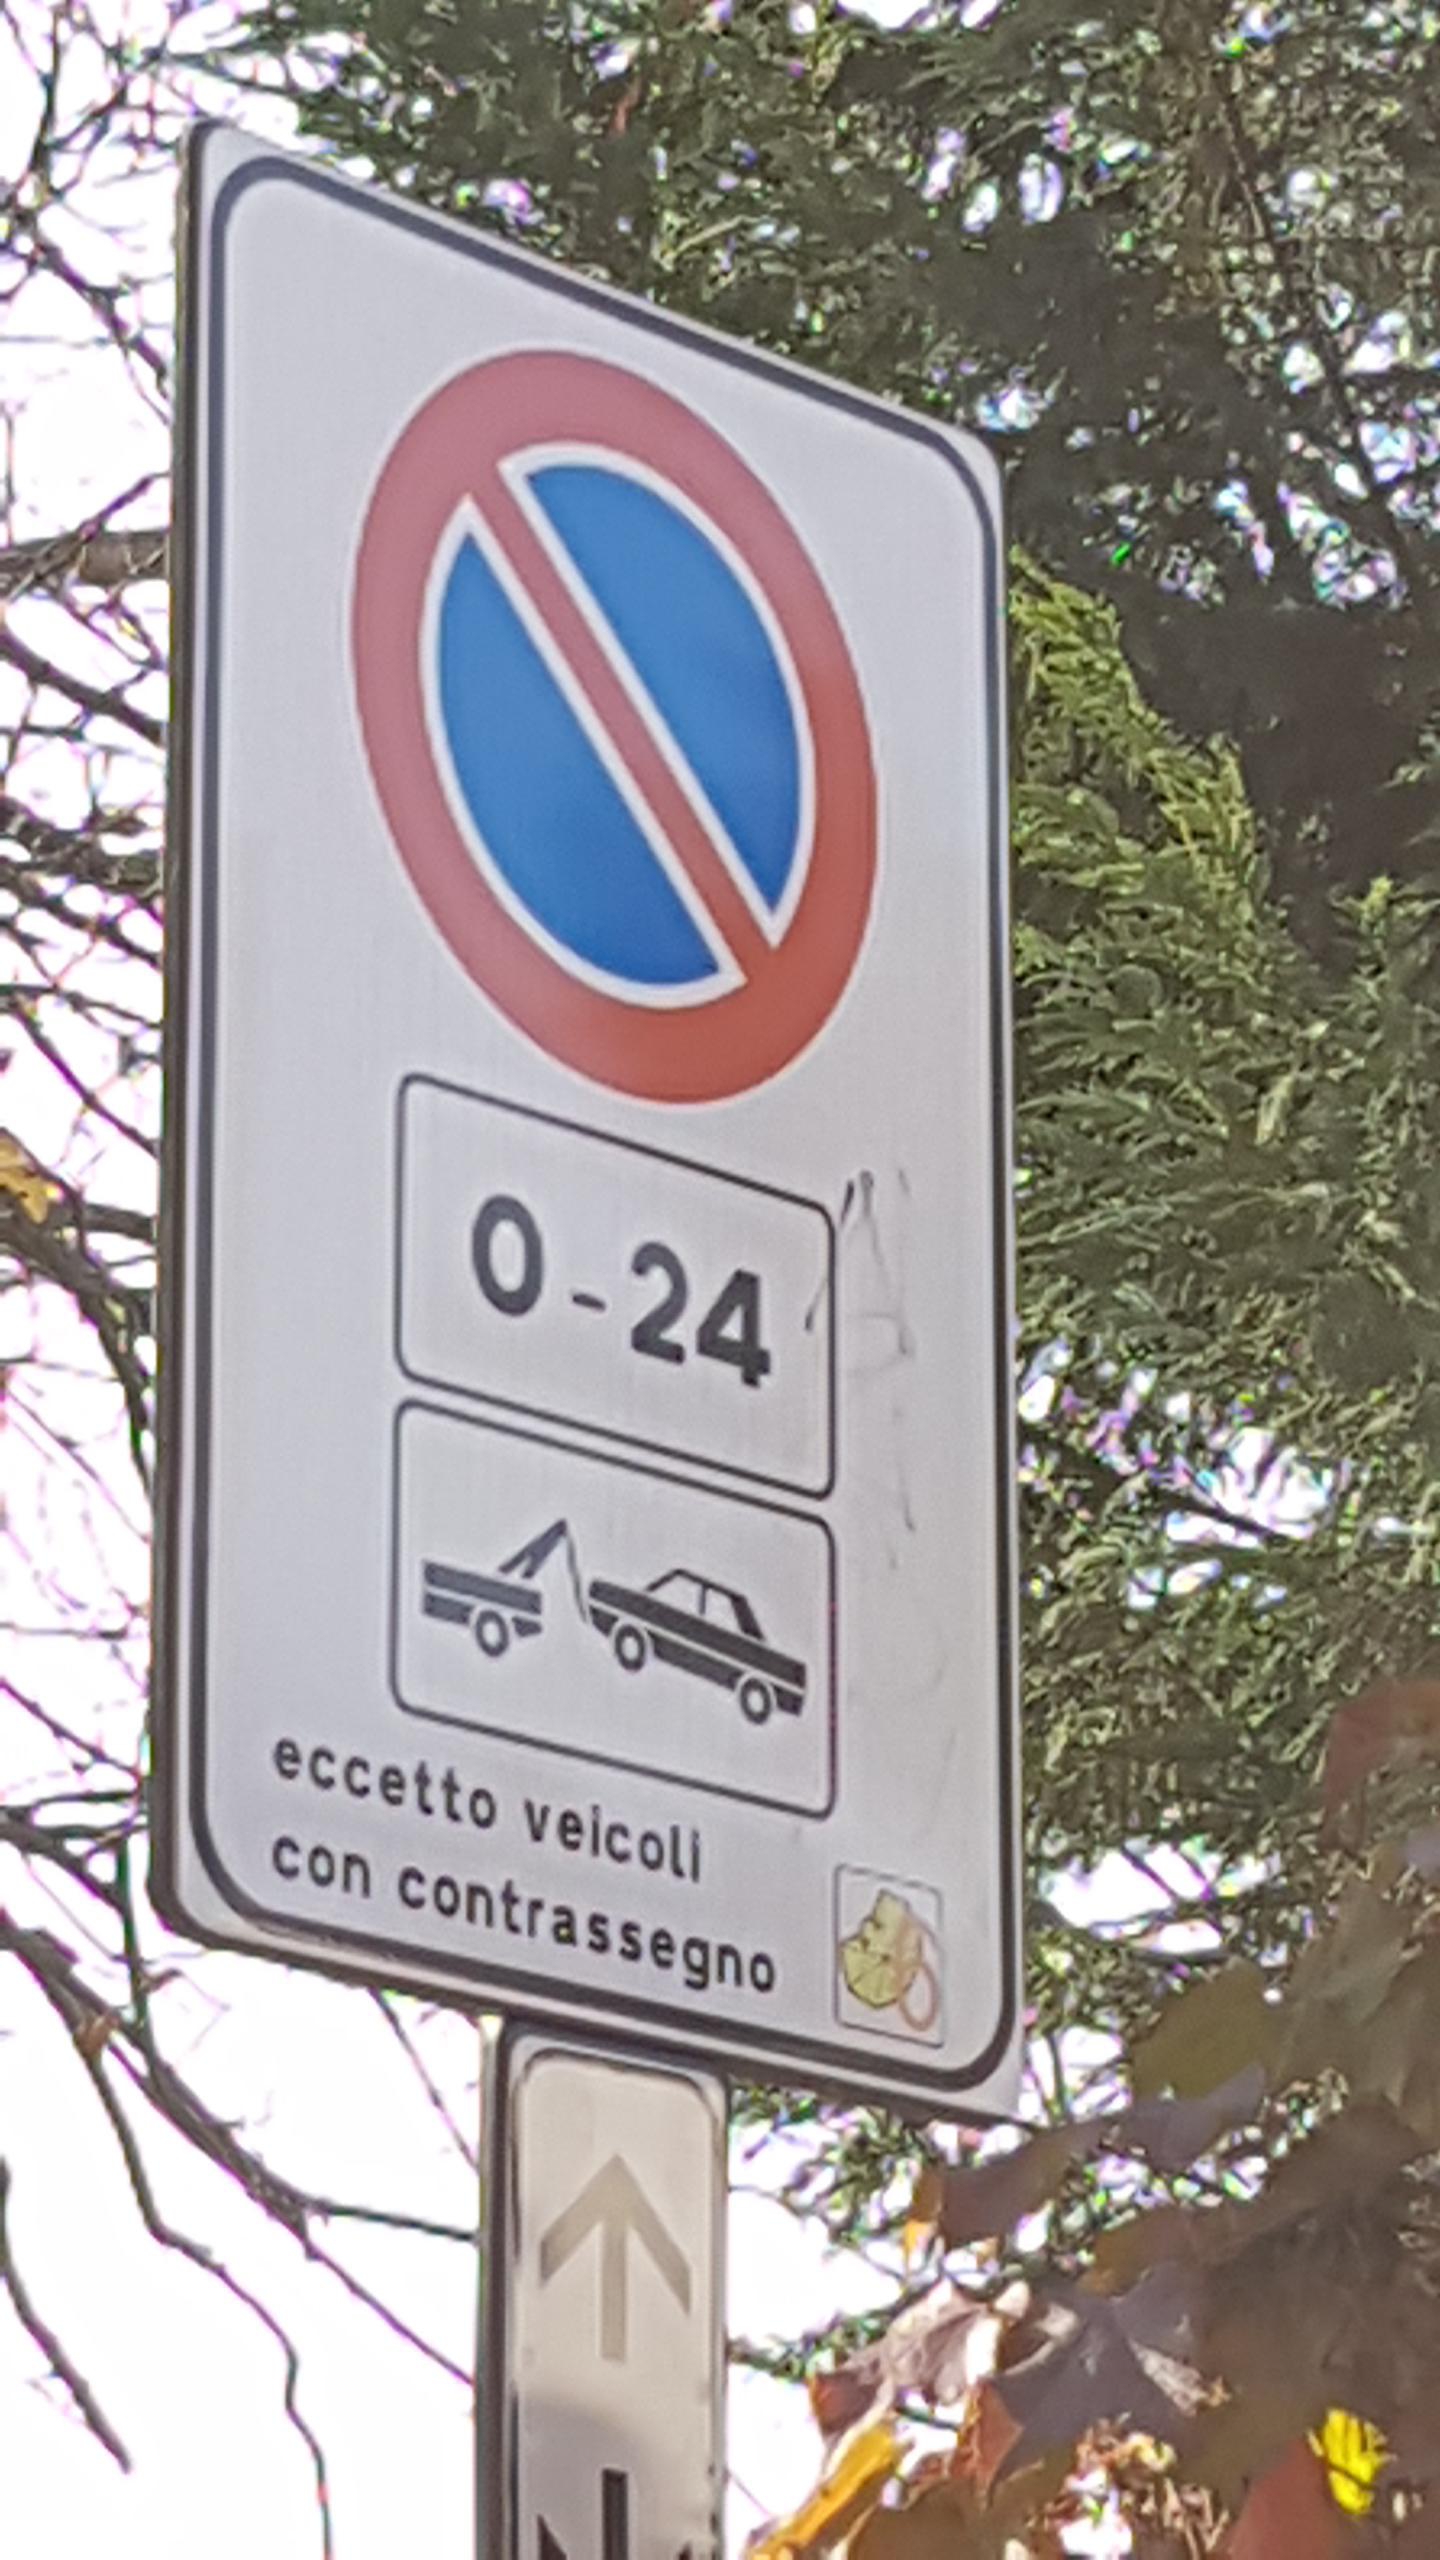 0-24
eccetto veicoli
con contrassegno